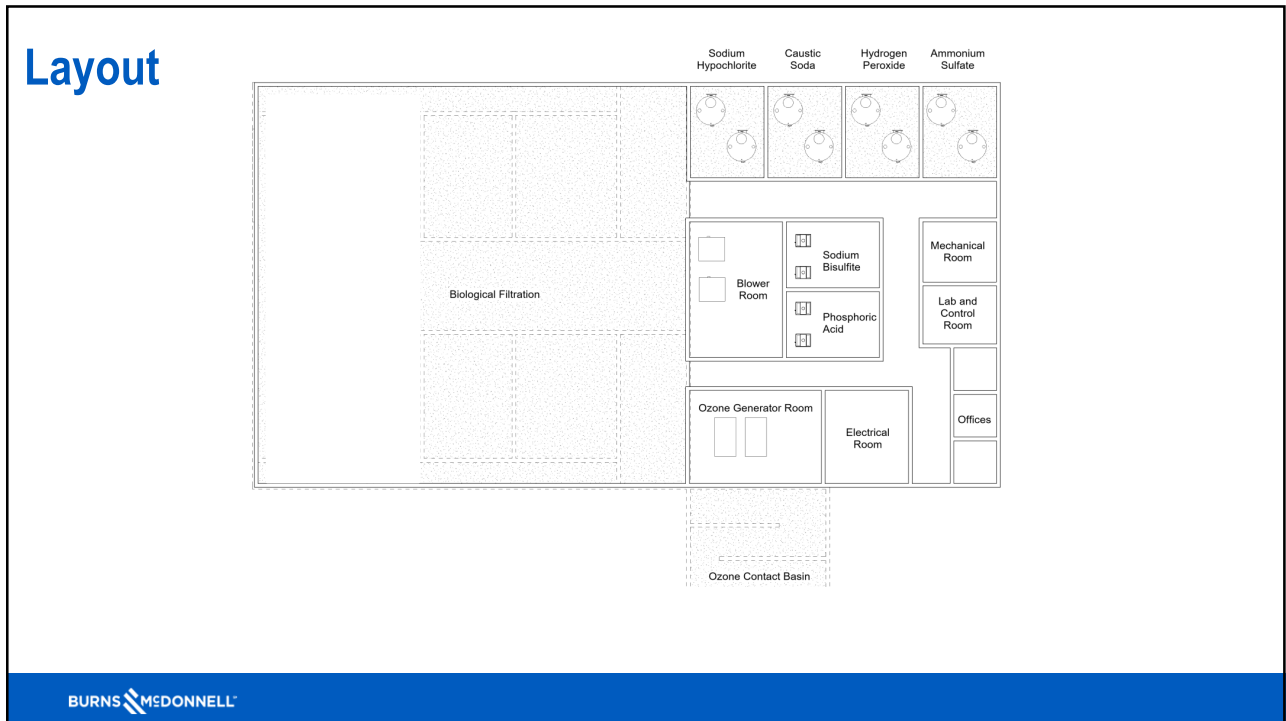 Layout
Sodium
Hypochlorite
Caustic
Soda
Hydrogen
Peroxide
Ammonium
Sulfate
Biological Filtration
Blower
Room
Sodium
Bisulfite
Phosphoric
Acid
Mechanical
Room
Lab and
Control
Room
Ozone Generator Room
Electrical
Room
Offices
Ozone Contact Basin
BURNS McDONNELL